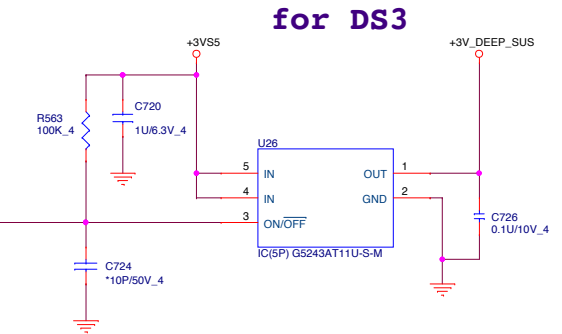 for DS3
+3VS5
+3V_DEEP_SUS
R563
100K_4
C720
1U/6.3V_4
U26
5
IN
OUT
1
4
IN
GND
2
3
ON/OFF
IC(5P) G5243AT11U-S-M
C726
0.1U/10V_4
C724
*10P/50V_4